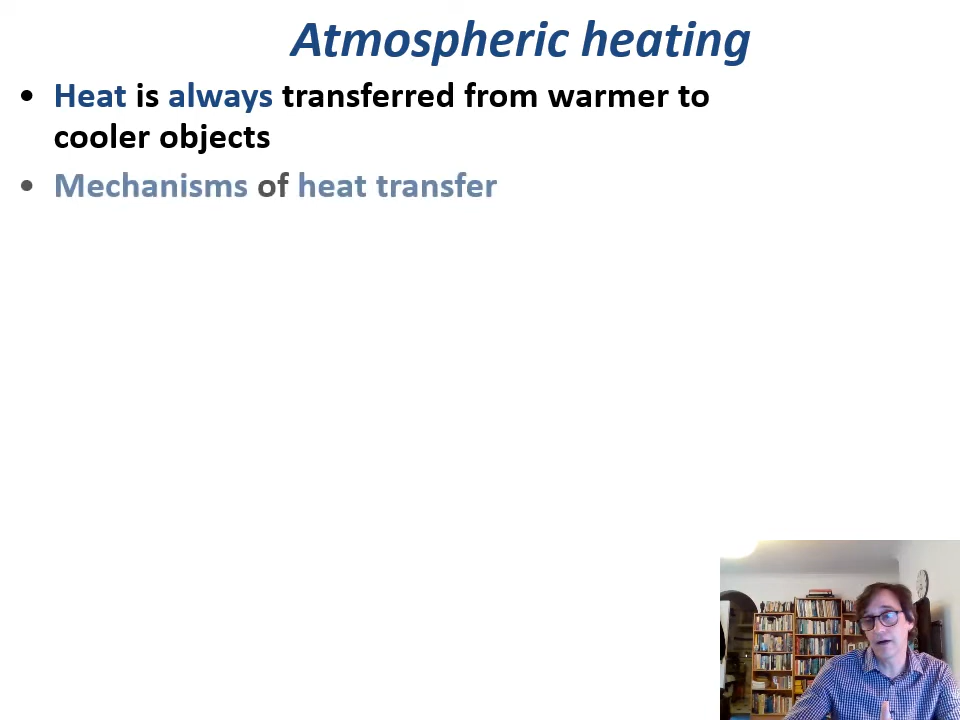 Atmospheric heating
• Heat is always transferred from warmer to
cooler objects
• Mechanisms of heat transfer